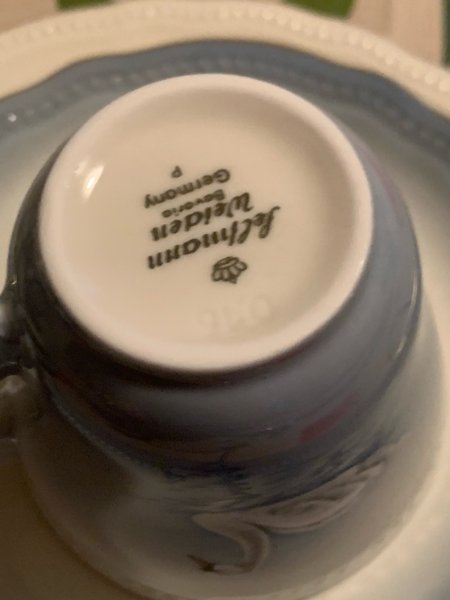 Seltmann
Weiden
Bavaria
Germany
P